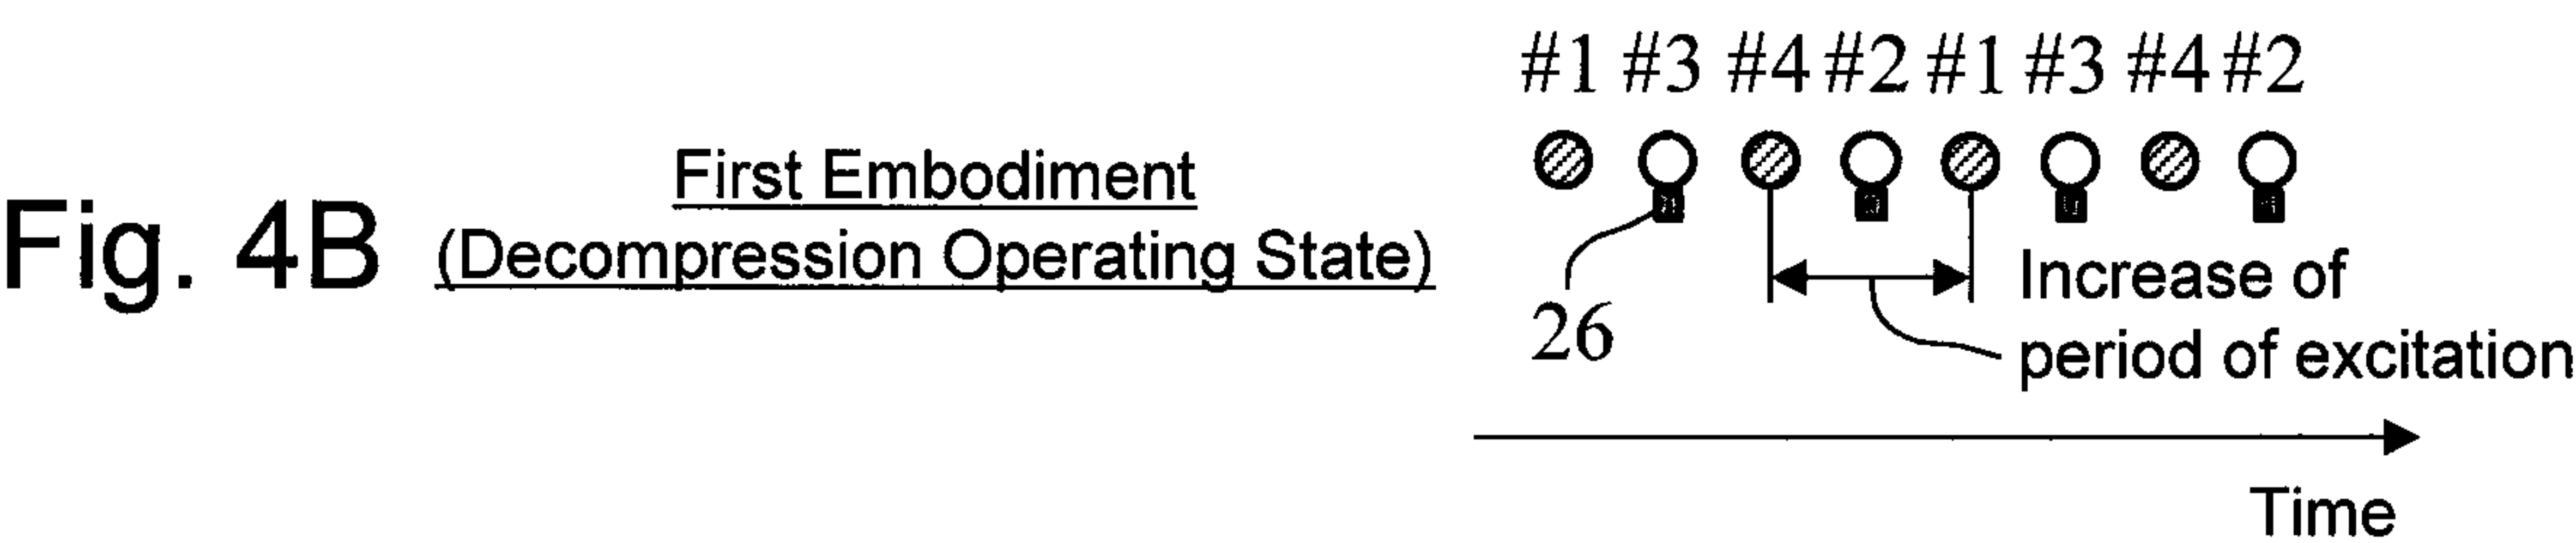 #1 #3 #4 #2 #1 #3 #4 #2
Fig. 4B
First Embodiment
(Decompression Operating State)
26
Increase of
period of excitation
Time